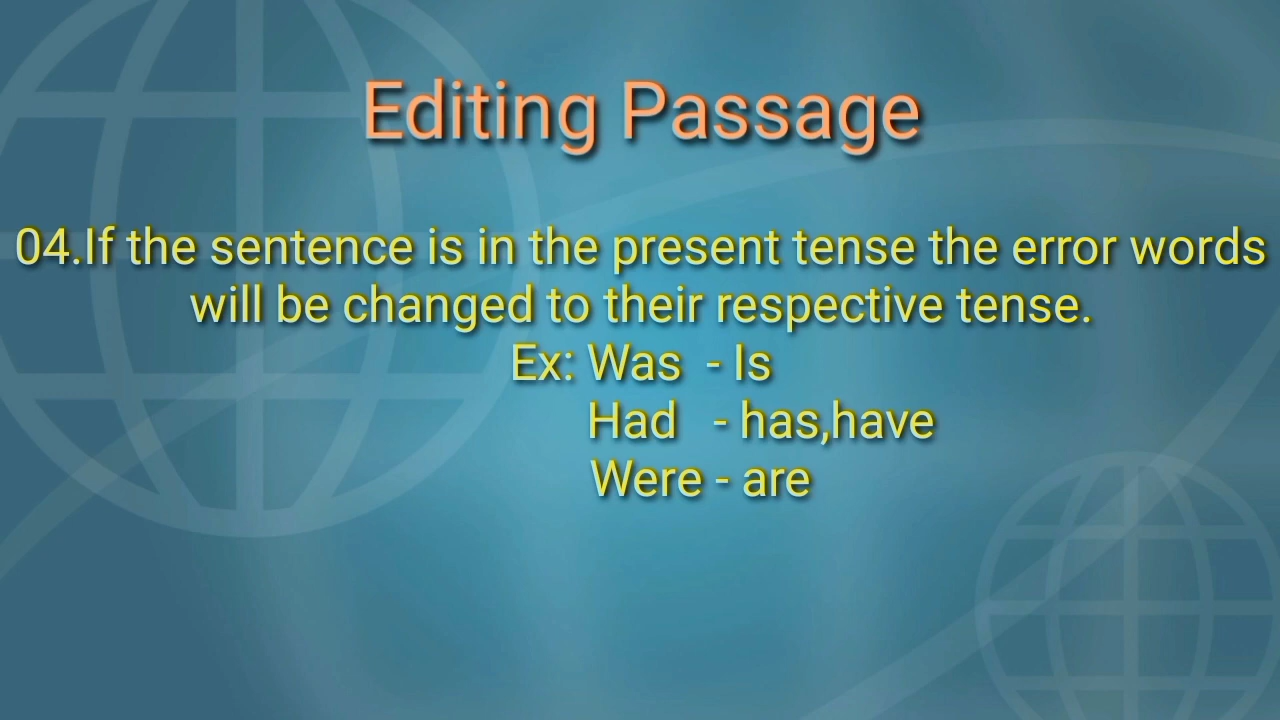 Editing Passage
04.If the sentence is in the present tense the error words
will be changed to their respective tense.
Ex: Was - Is
Had - has,have
Were - are